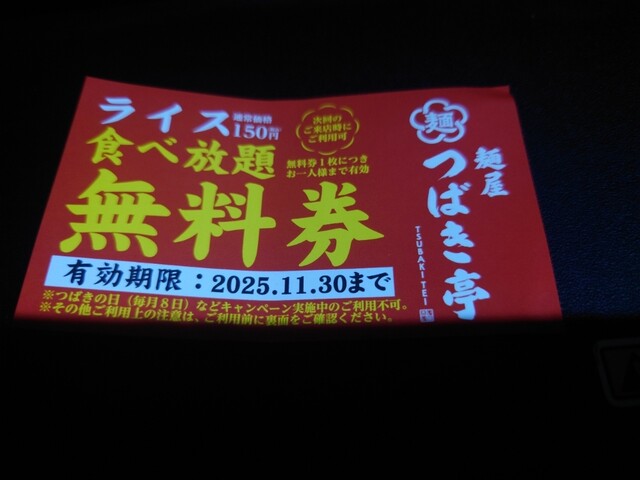 ライス 通常価格 150円
食べ放題
次回の
ご来店時に
ご利用可
無料券1枚につき
お一人様まで有効
無料券
有効期限：2025.11.30まで
※つばきの日（毎月8日）などキャンペーン実施中のご利用不可。
※その他ご利用上の注意は、ご利用前に裏面をご確認ください。
麺
麺屋
つばき亭
TSUBAKITEI